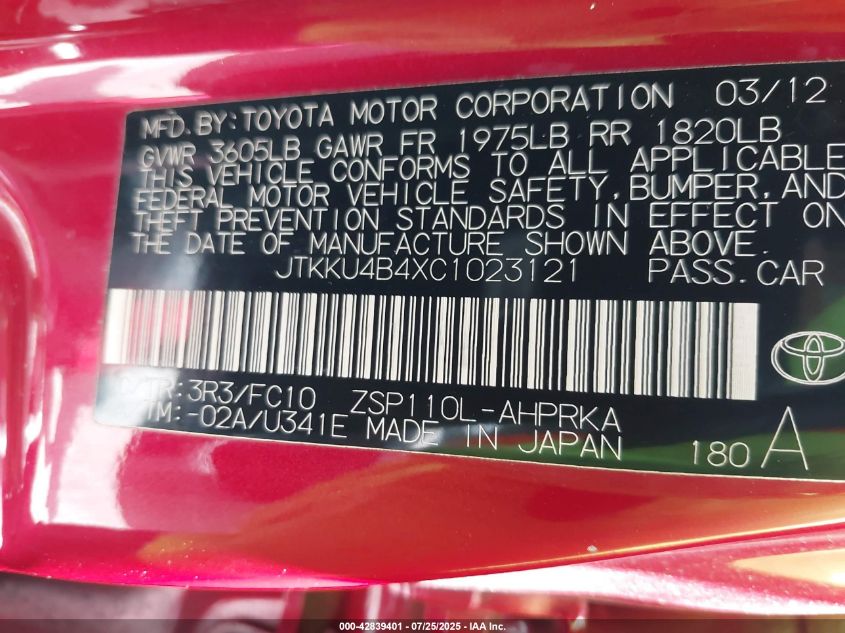 MFD.BY:TOYOTA MOTOR CORPORATION 03/12
GVWR 3605LB GAWR FR 1975LB RR 1820LB
THIS VEHICLE CONFORMS TO ALL APPLICABLE
FEDERAL MOTOR VEHICLE SAFETY,BUMPER,AND
THEFT PREVENTION STANDARDS IN EFFECT ON
THE DATE OF MANUFACTURE SHOWN ABOVE.
JTKKU4B4XC1023121 PASS.CAR
C/TR:3R3/FC10 ZSP110L-AHPRKA
TM:-02A/U341E MADE IN JAPAN 180 A
000-42839401 / 07/25/2025 - © IAA Inc.